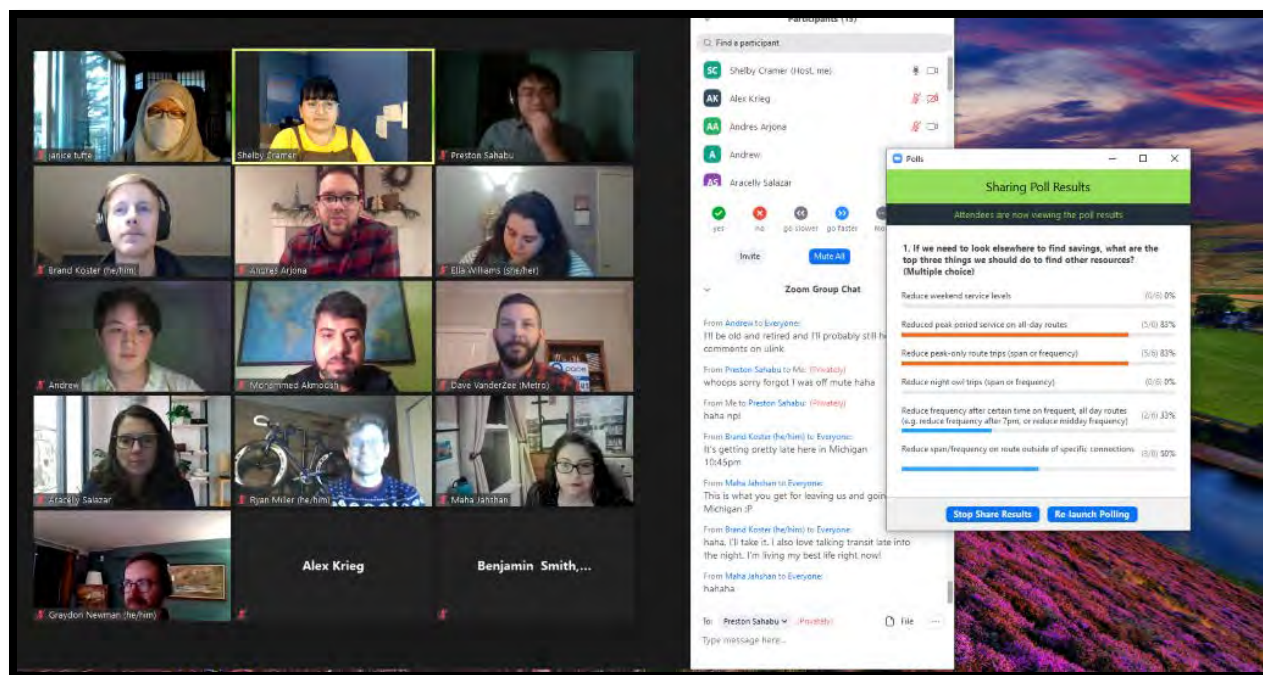 janice tufte
Shelby Cramer
Preston Sahabu
Brand Koster (he/him)
Andres Arjona
Ella Williams (she/her)
Andrew
Mohommed Akmoosh
Dave VanderZee (Metro)
Aracelly Salazar
Ryan Miller (he/him)
Maha Jahshan
Graydon Newman (he/him)
Alex Krieg
Benjamin Smith,...
Participants (15)
Find a participant
SC Shelby Cramer (Host, me)
AK Alex Krieg
AA Andres Arjona
A Andrew
AS Aracelly Salazar
yes no go slower go faster
Invite Mute All
Zoom Group Chat
From Andrew to Everyone:
I'll be old and retired and I'll probably still
comments on ulink
From Preston Sahabu to Me: (Privately)
whoops sorry forgot I was off mute haha
From Me to Preston Sahabu: (Privately)
haha np!
From Brand Koster (he/him) to Everyone:
It's getting pretty late here in Michigan
10:45pm
From Maha Jahshan to Everyone:
This is what you get for leaving us and goin
Michigan :P
From Brand Koster (he/him) to Everyone:
haha, I'll take it. I also love talking transit late into
the night. I'm living my best life right now!
From Maha Jahshan to Everyone:
hahaha
To: Preston Sahabu (Privately) File ...
Type message here...
Polls
Sharing Poll Results
Attendees are now viewing the poll results
1. If we need to look elsewhere to find savings, what are the
top three things we should do to find other resources?
(Multiple choice)
Reduce weekend service levels (0/6) 0%
Reduced peak period service on all-day routes (5/6) 83%
Reduce peak-only route trips (span or frequency) (5/6) 83%
Reduce night owl trips (span or frequency) (0/6) 0%
Reduce frequency after certain time on frequent, all day routes
(e.g. reduce frequency after 7pm, or reduce midday frequency) (2/6) 33%
Reduce span/frequency on route outside of specific connections (3/6) 50%
Stop Share Results Re-launch Polling